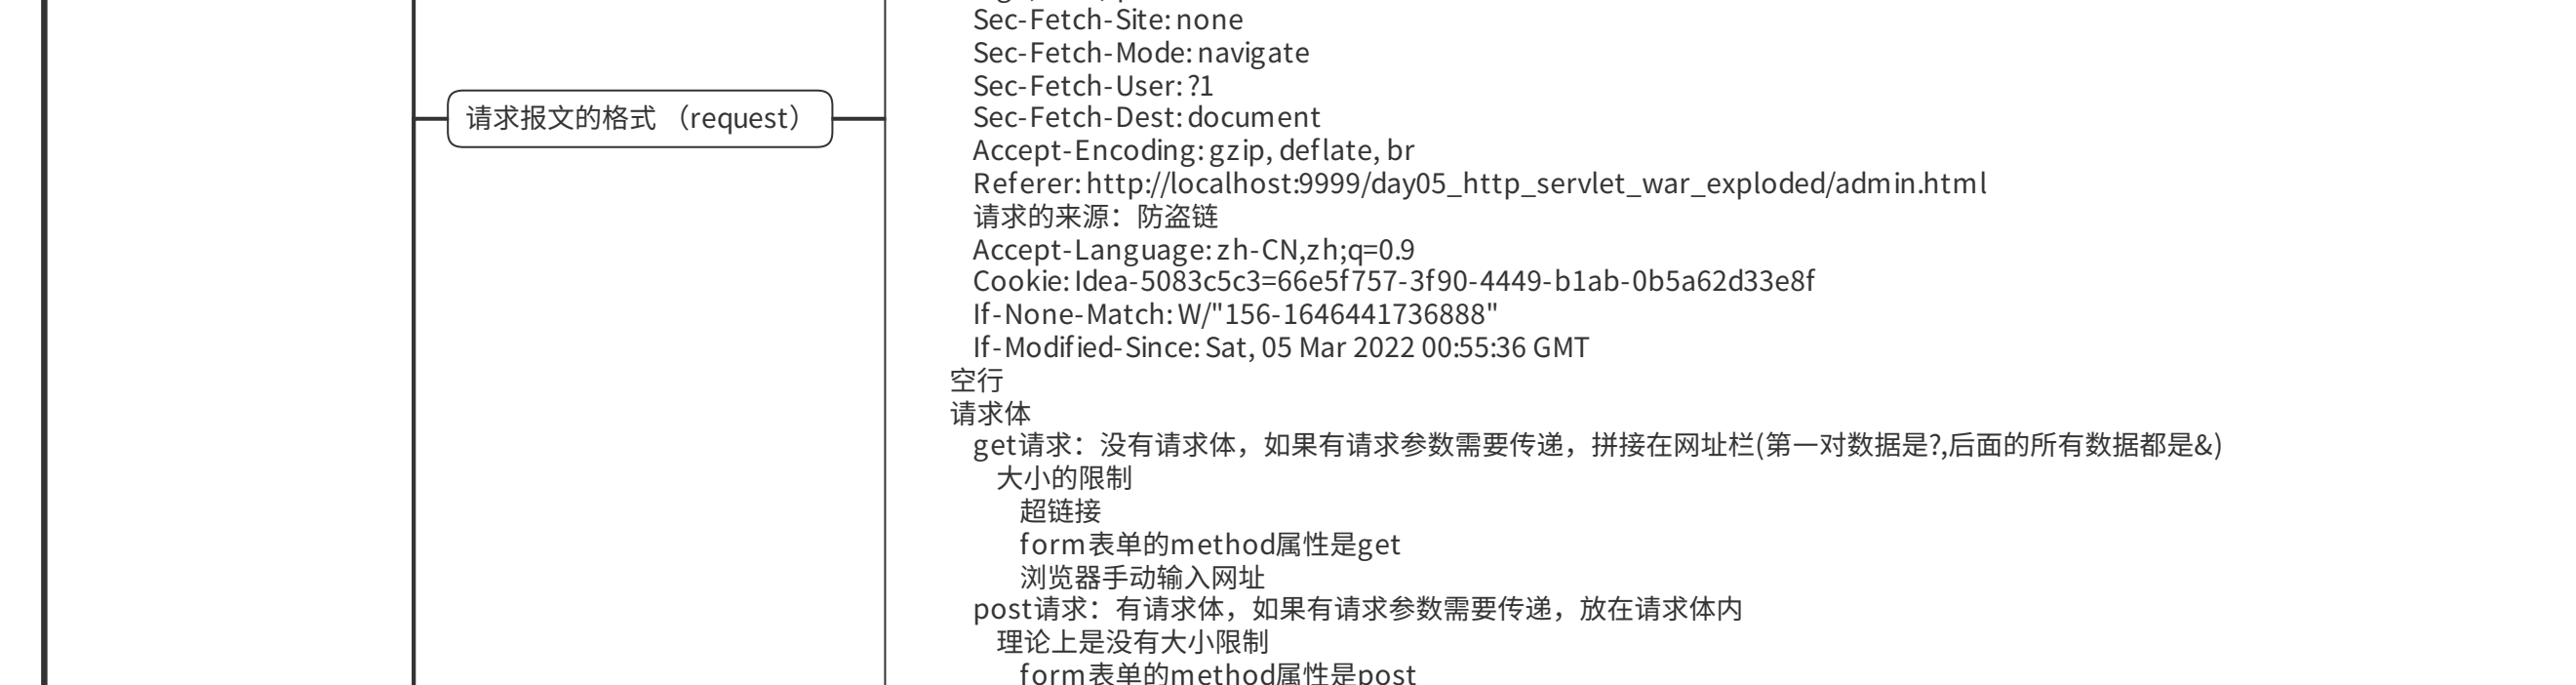 Sec-Fetch-Site: none
Sec-Fetch-Mode: navigate
Sec-Fetch-User: ?1
请求报文的格式 （request）
Sec-Fetch-Dest: document
Accept-Encoding: gzip, deflate, br
Referer: http://localhost:9999/day05_http_servlet_war_exploded/admin.html
请求的来源：防盗链
Accept-Language: zh-CN,zh;q=0.9
Cookie: Idea-5083c5c3=66e5f757-3f90-4449-b1ab-0b5a62d33e8f
If-None-Match: W/"156-1646441736888"
If-Modified-Since: Sat, 05 Mar 2022 00:55:36 GMT
空行
请求体
get请求：没有请求体，如果有请求参数需要传递，拼接在网址栏(第一对数据是?,后面的所有数据都是&)
大小的限制
超链接
form表单的method属性是get
浏览器手动输入网址
post请求：有请求体，如果有请求参数需要传递，放在请求体内
理论上是没有大小限制
form表单的method属性是post